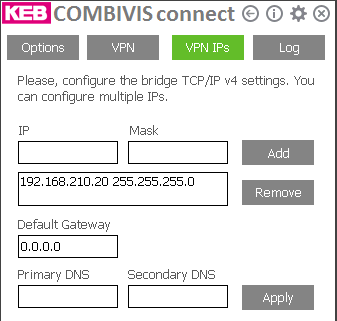 KEB COMBIVIS connect
Options VPN VPN IPs Log
Please, configure the bridge TCP/IP v4 settings. You
can configure multiple IPs.
IP Mask
Add
192.168.210.20 255.255.255.0
Remove
Default Gateway
0.0.0.0
Primary DNS Secondary DNS
Apply